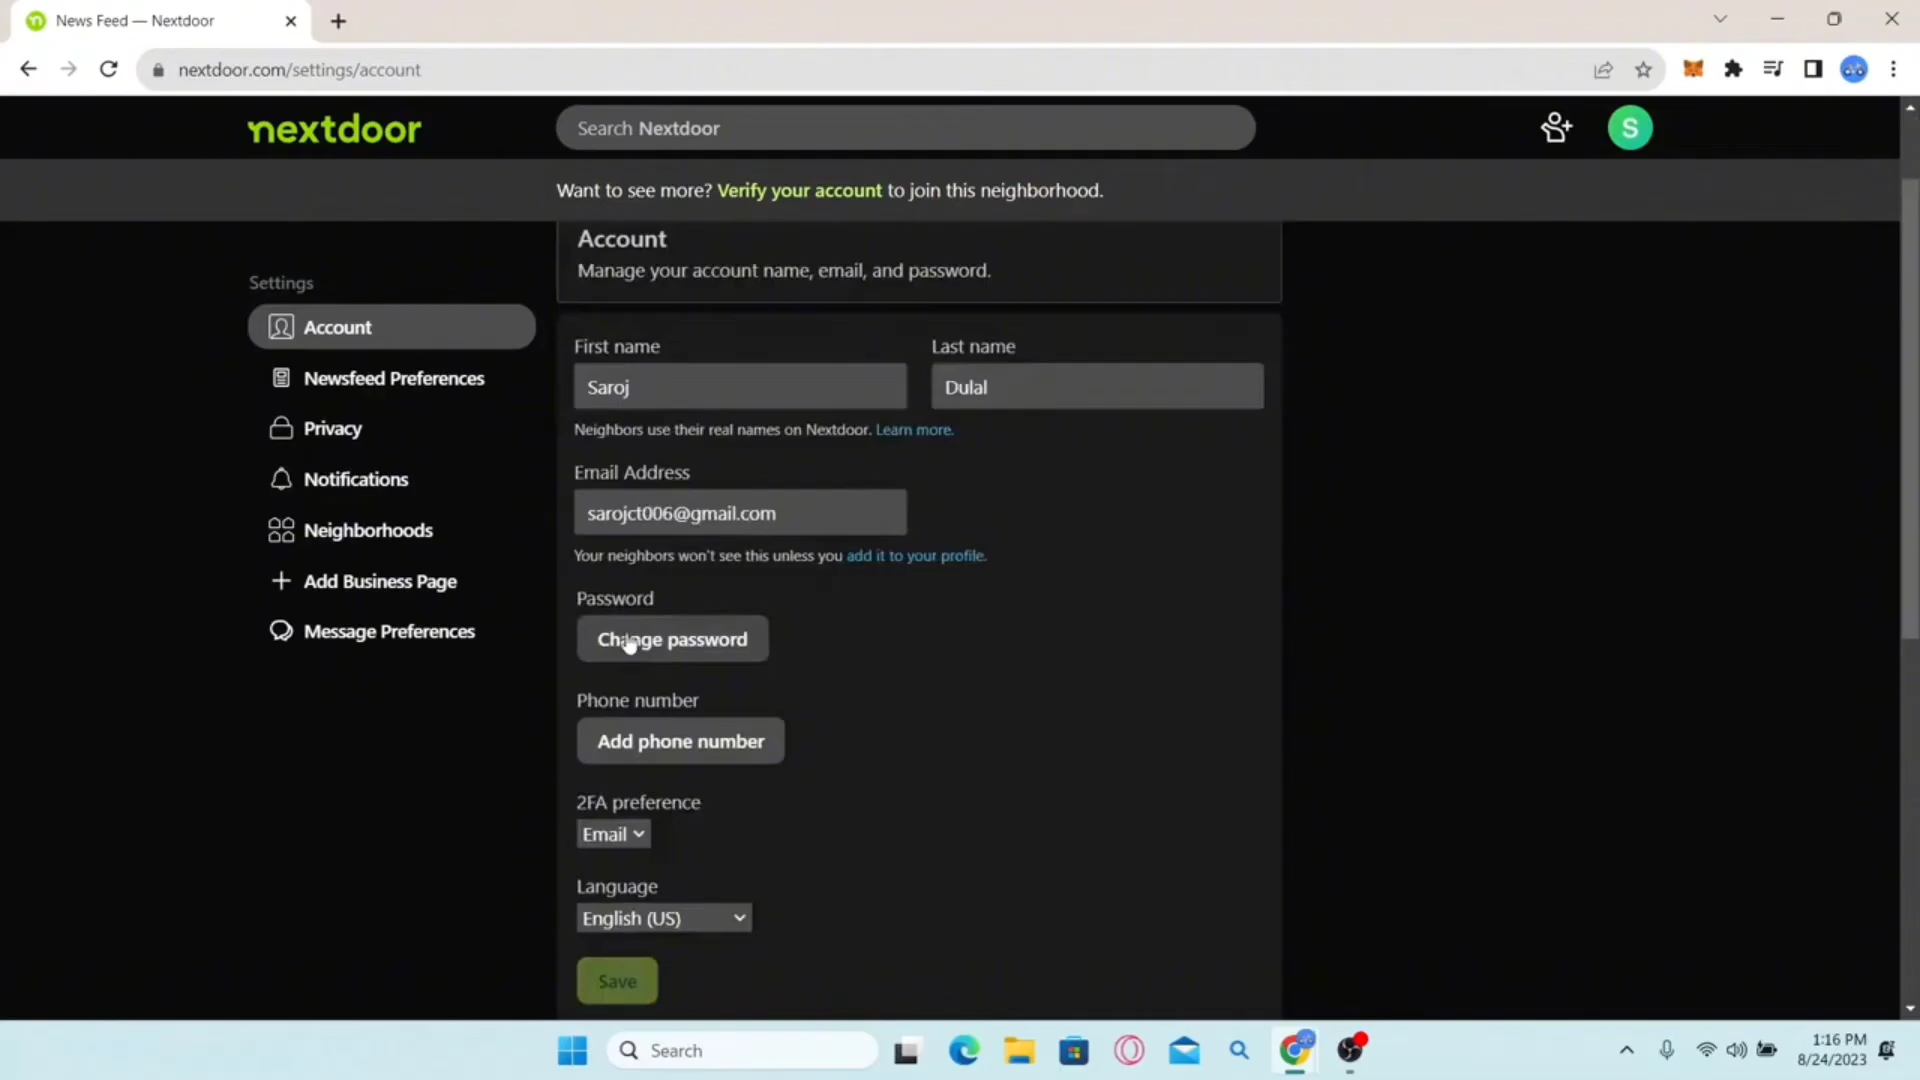 News Feed — Nextdoor
nextdoor.com/settings/account
nextdoor
Search Nextdoor
S
Want to see more? Verify your account to join this neighborhood.
Account
Manage your account name, email, and password.
Settings
Account
Newsfeed Preferences
Privacy
Notifications
Neighborhoods
Add Business Page
Message Preferences
First name
Last name
Saroj
Dulal
Neighbors use their real names on Nextdoor. Learn more.
Email Address
sarojct006@gmail.com
Your neighbors won't see this unless you add it to your profile.
Password
Change password
Phone number
Add phone number
2FA preference
Email
Language
English (US)
Save
Search
1:16 PM
8/24/2023